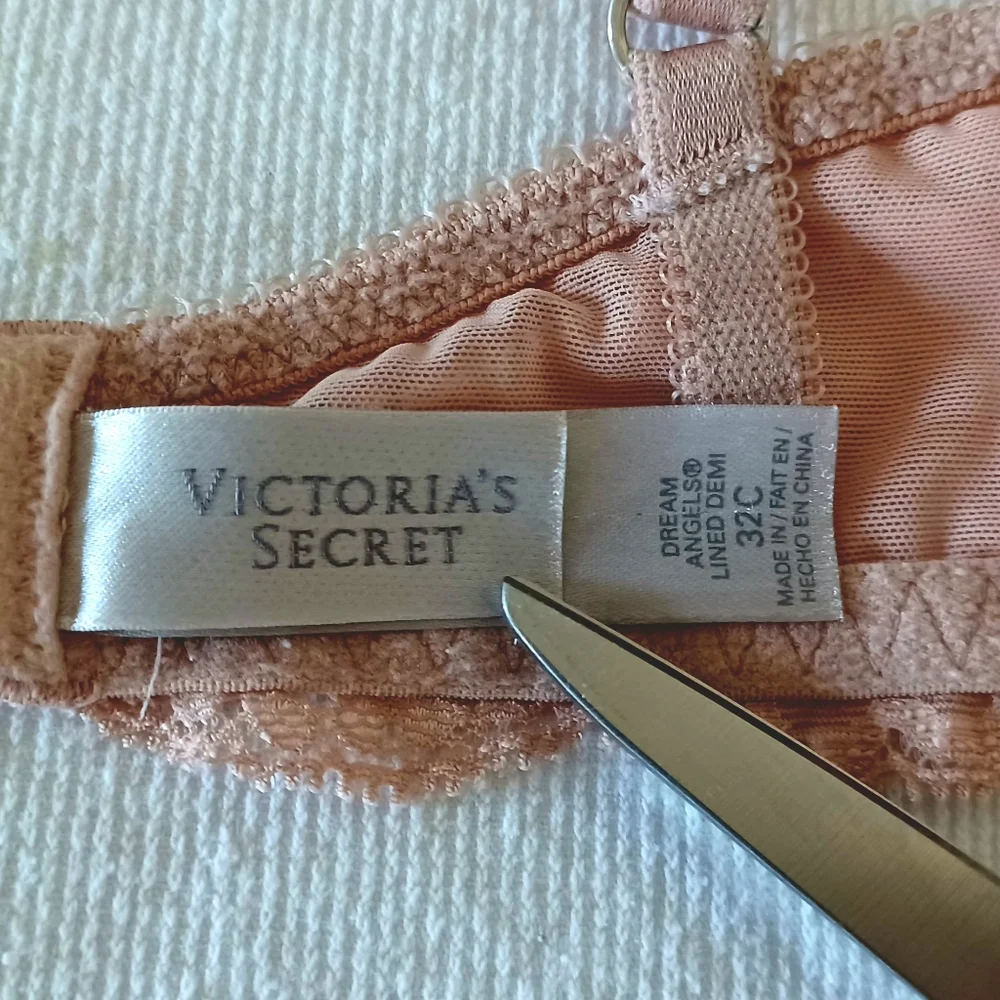 VICTORIA'S
SECRET
DREAM
ANGELS®
LINED DEMI
32C
MADE IN / FAIT EN /
HECHO EN CHINA